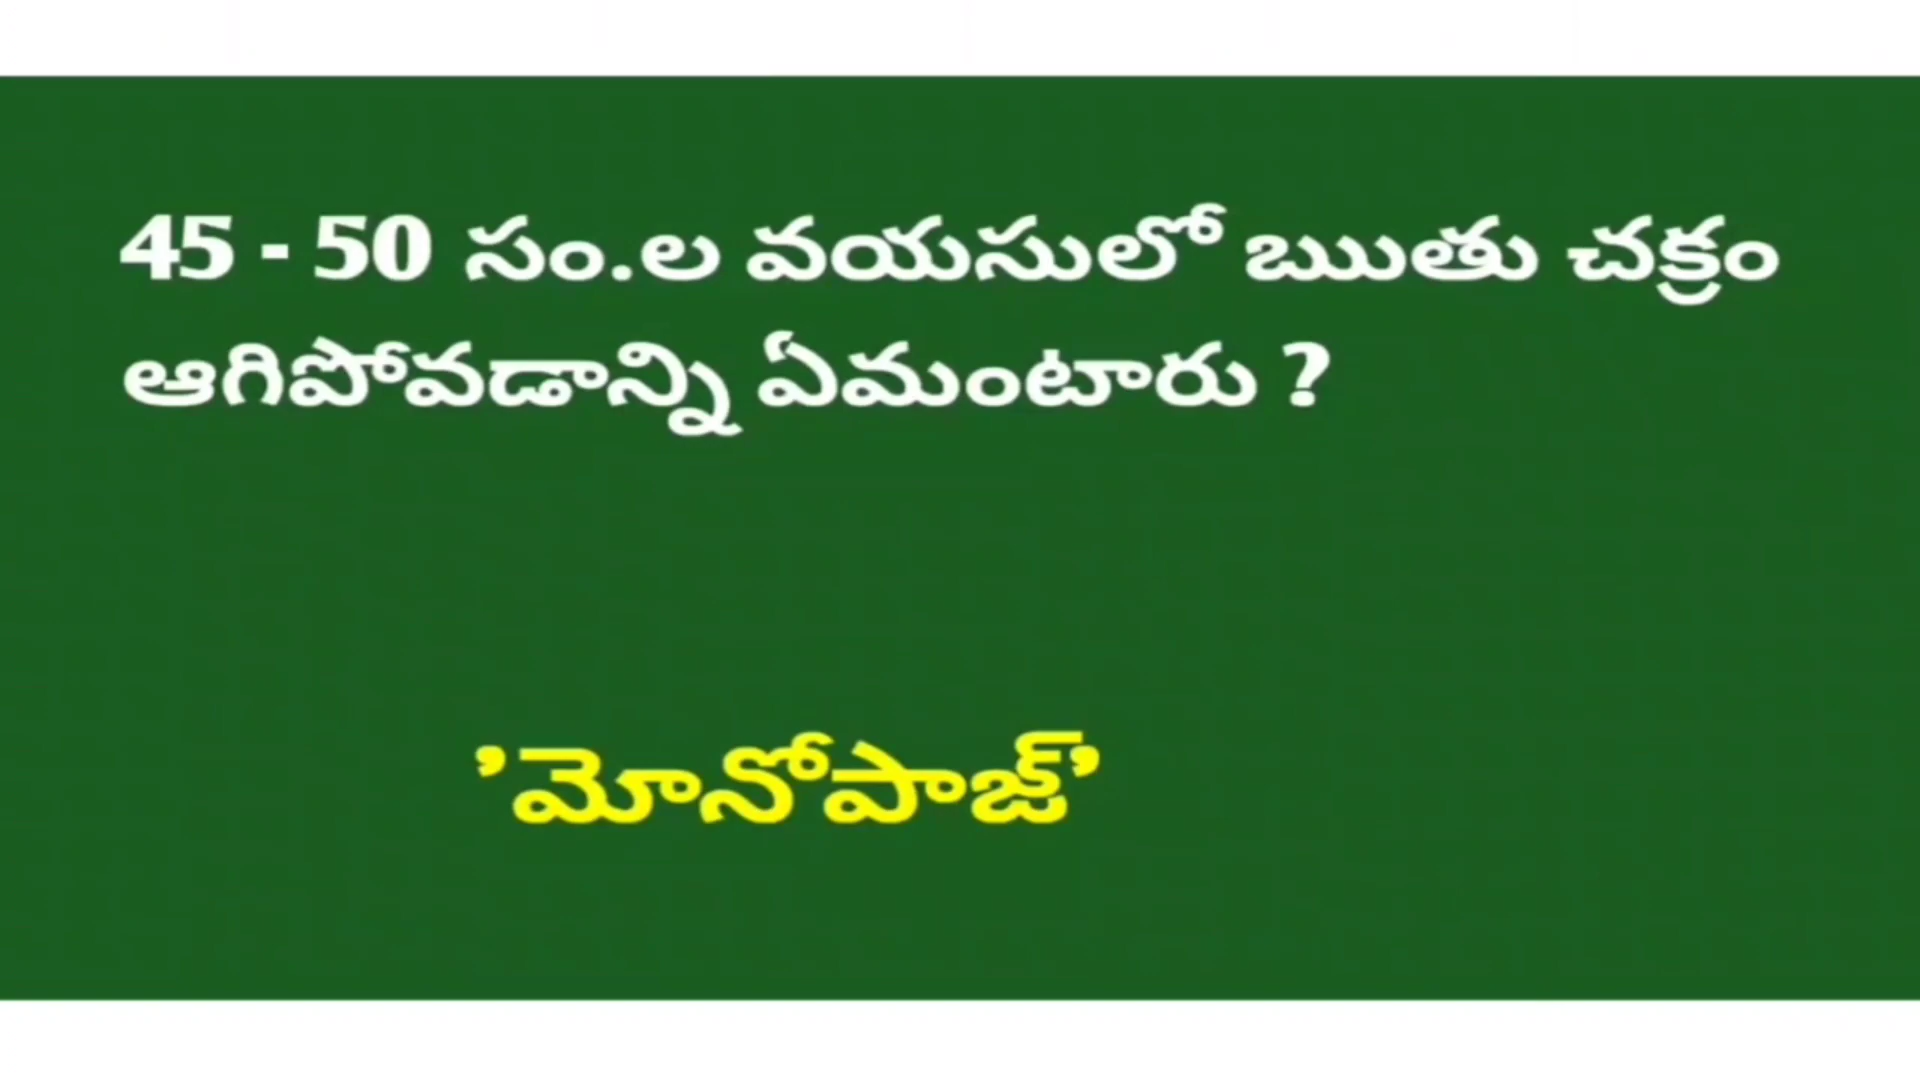 45 - 50 సం.ల వయసులో ఋతు చక్రం
ఆగిపోవడాన్ని ఏమంటారు ?
’మోనోపాజ్’